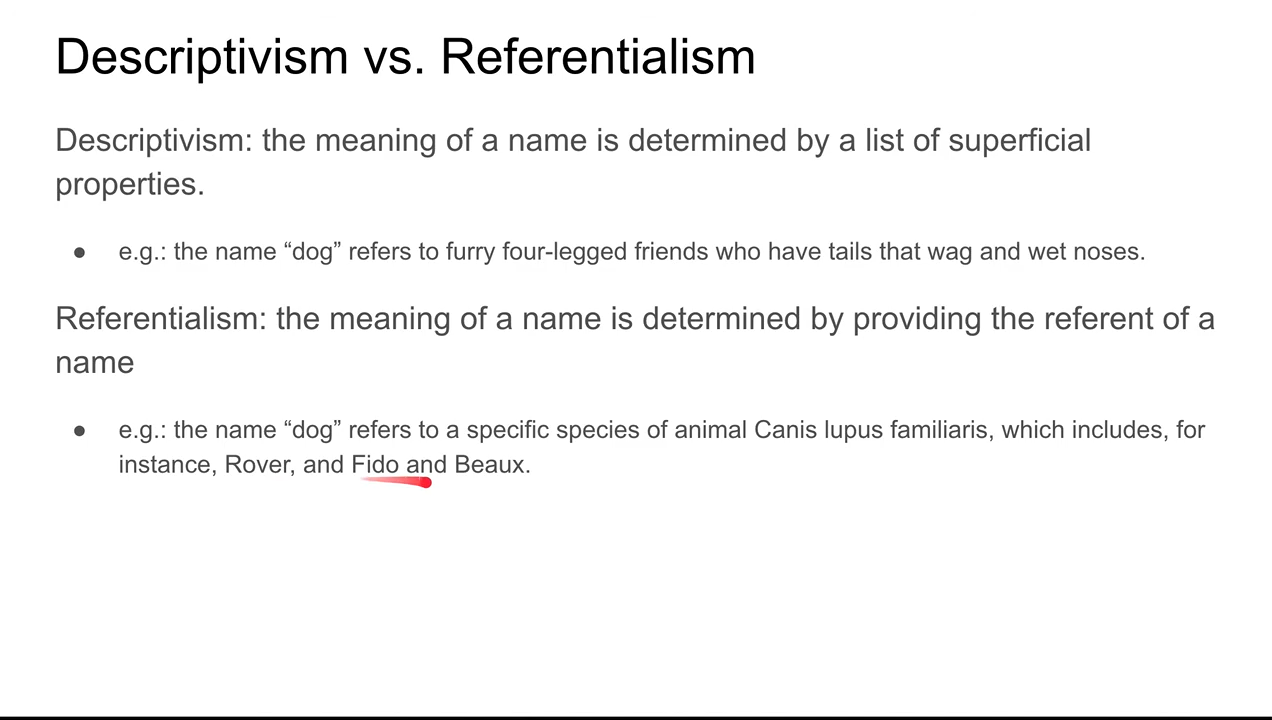 Descriptivism vs. Referentialism
Descriptivism: the meaning of a name is determined by a list of superficial
properties.
● e.g.: the name “dog” refers to furry four-legged friends who have tails that wag and wet noses.
Referentialism: the meaning of a name is determined by providing the referent of a
name
● e.g.: the name “dog” refers to a specific species of animal Canis lupus familiaris, which includes, for
instance, Rover, and Fido and Beaux.